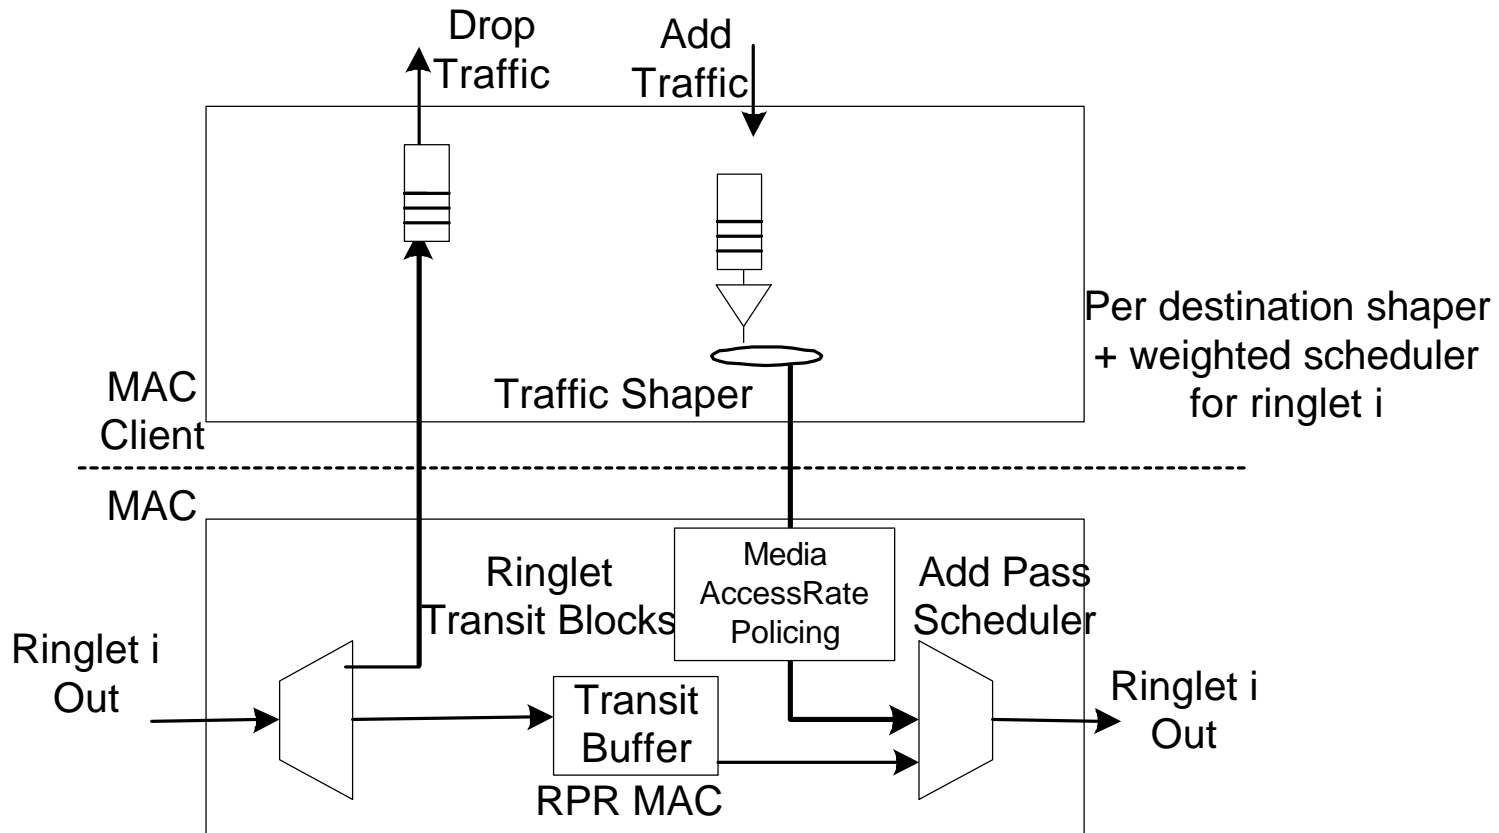 Drop
Traffic
Add
Traffic
Per destination shaper
+ weighted scheduler
for ringlet i
MAC
Client
Traffic Shaper
MAC
Ringlet
Transit Blocks
Media
AccessRate
Policing
Add Pass
Scheduler
Ringlet i
Out
Transit
Buffer
Ringlet i
Out
RPR MAC